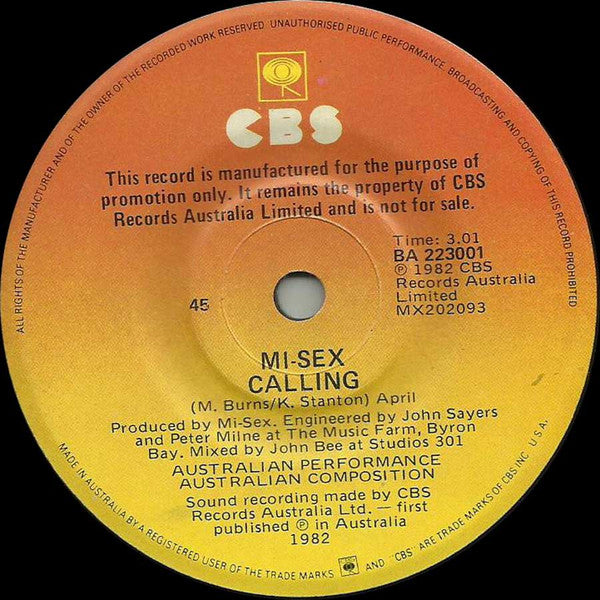 ALL RIGHTS OF THE MANUFACTURER AND OF THE OWNER OF THE RECORDED WORK RESERVED UNAUTHORISED PUBLIC PERFORMANCE, BROADCASTING AND COPYING OF THIS RECORD PROHIBITED
CBS
This record is manufactured for the purpose of
promotion only. It remains the property of CBS
Records Australia Limited and is not for sale.
Time: 3.01
BA 223001
℗ 1982 CBS
Records Australia
Limited
MX202093
45
MI-SEX
CALLING
(M. Burns/K. Stanton) April
Produced by Mi-Sex. Engineered by John Sayers
and Peter Milne at The Music Farm, Byron
Bay. Mixed by John Bee at Studios 301
AUSTRALIAN PERFORMANCE
AUSTRALIAN COMPOSITION
Sound recording made by CBS
Records Australia Ltd. — first
published ℗ in Australia
1982
MADE IN AUSTRALIA BY A REGISTERED USER OF THE TRADE MARKS AND "CBS" ARE TRADE MARKS OF CBS INC U.S.A.